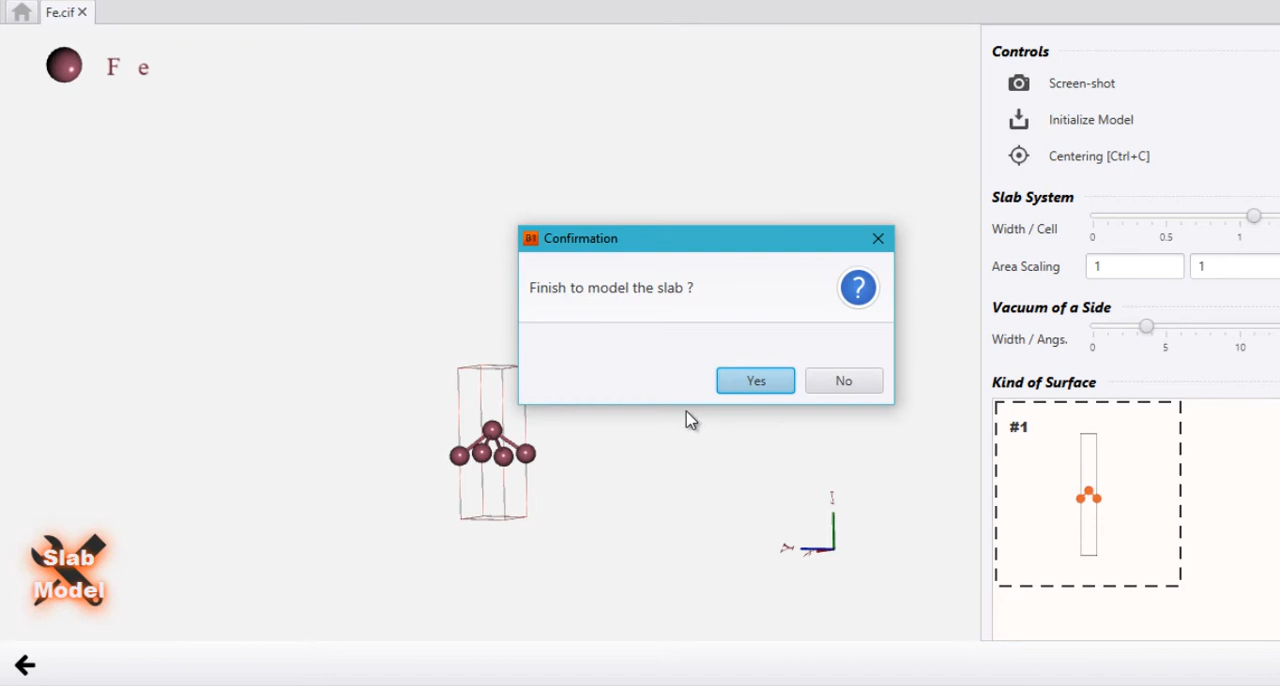 Fe.cif
F e
Controls
Screen-shot
Initialize Model
Centering [Ctrl+C]
Slab System
Width / Cell
0 0.5 1
Area Scaling 1 1
Vacuum of a Side
Width / Angs.
0 5 10
Kind of Surface
#1
Confirmation
Finish to model the slab ?
Yes No
Slab
Model